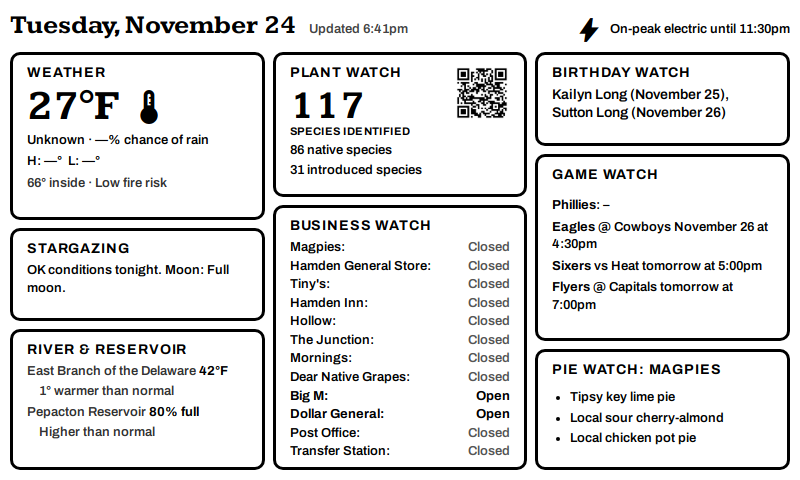 Tuesday, November 24 Updated 6:41pm
On-peak electric until 11:30pm
WEATHER
27°F
Unknown · —% chance of rain
H: —° L: —°
66° inside · Low fire risk
STARGAZING
OK conditions tonight. Moon: Full
moon.
RIVER & RESERVOIR
East Branch of the Delaware 42°F
1° warmer than normal
Pepacton Reservoir 80% full
Higher than normal
PLANT WATCH
117
SPECIES IDENTIFIED
86 native species
31 introduced species
BUSINESS WATCH
Magpies: Closed
Hamden General Store: Closed
Tiny's: Closed
Hamden Inn: Closed
Hollow: Closed
The Junction: Closed
Mornings: Closed
Dear Native Grapes: Closed
Big M: Open
Dollar General: Open
Post Office: Closed
Transfer Station: Closed
BIRTHDAY WATCH
Kailyn Long (November 25),
Sutton Long (November 26)
GAME WATCH
Phillies: –
Eagles @ Cowboys November 26 at
4:30pm
Sixers vs Heat tomorrow at 5:00pm
Flyers @ Capitals tomorrow at
7:00pm
PIE WATCH: MAGPIES
• Tipsy key lime pie
• Local sour cherry-almond
• Local chicken pot pie